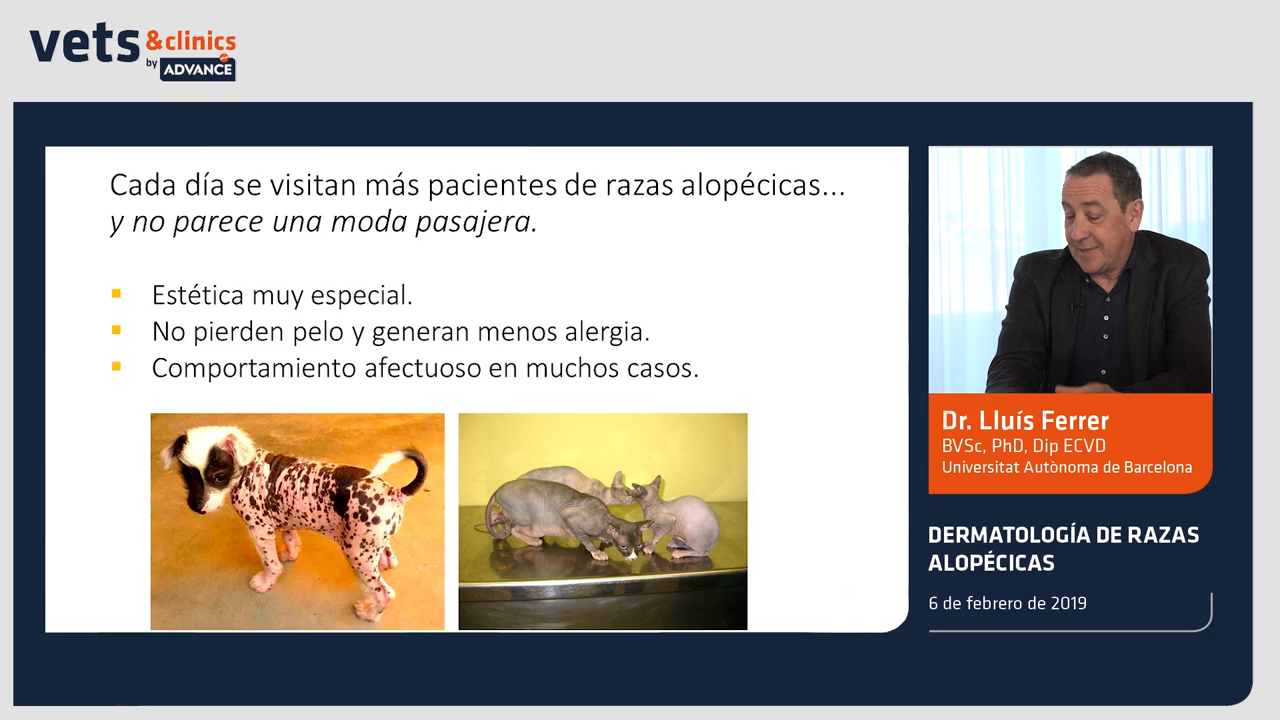 vets &clinics
by ADVANCE
Cada día se visitan más pacientes de razas alopécicas...
y no parece una moda pasajera.
Estética muy especial.
No pierden pelo y generan menos alergia.
Comportamiento afectuoso en muchos casos.
Dr. Lluís Ferrer
BVSc, PhD, Dip ECVD
Universitat Autònoma de Barcelona
DERMATOLOGÍA DE RAZAS
ALOPÉCICAS
6 de febrero de 2019